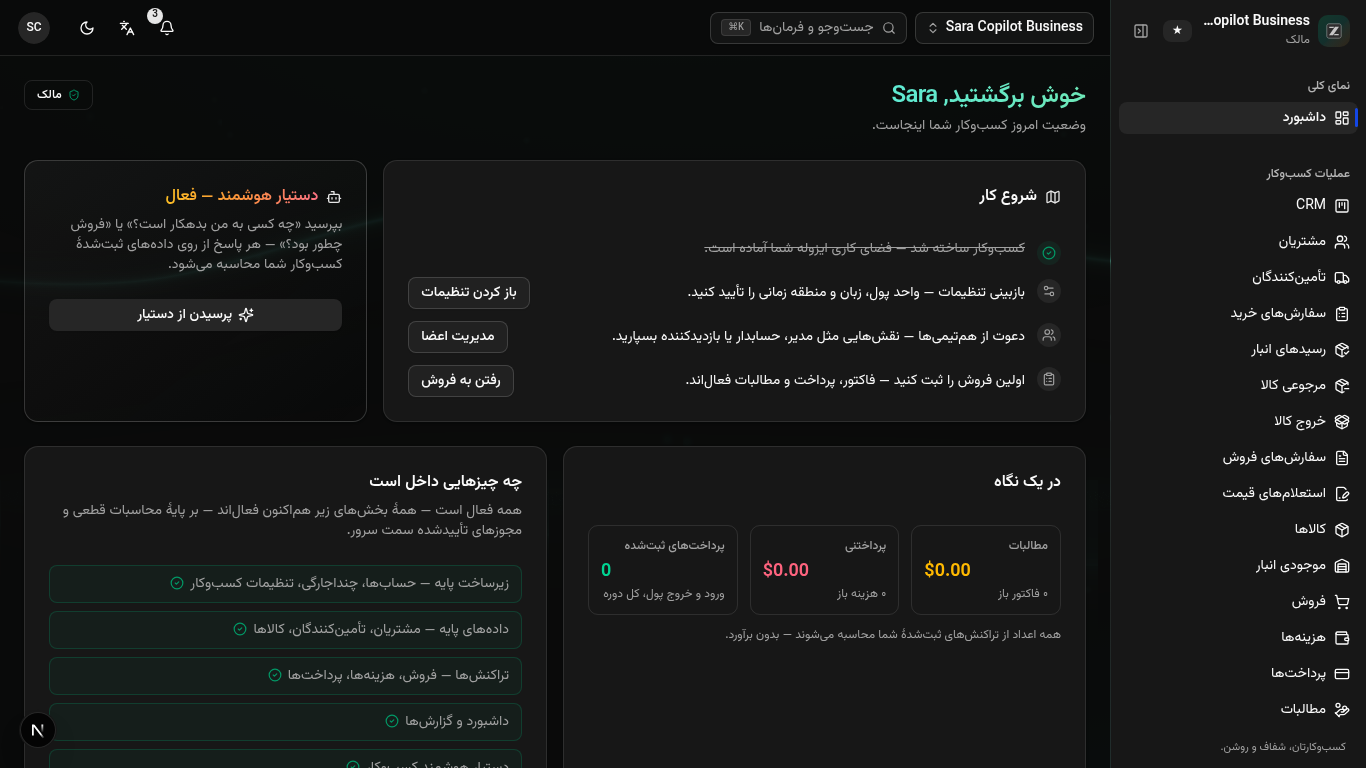 opilot Business...
مالک
نمای کلی
داشبورد
عملیات کسب‌وکار
CRM
مشتریان
تأمین‌کنندگان
سفارش‌های خرید
رسیدهای انبار
مرجوعی کالا
خروج کالا
سفارش‌های فروش
استعلام‌های قیمت
کالاها
موجودی انبار
فروش
هزینه‌ها
پرداخت‌ها
مطالبات
کسب‌وکارتان، شفاف و روشن.
Sara Copilot Business
جست‌وجو و فرمان‌ها
⌘K
3
SC
خوش برگشتید, Sara
وضعیت امروز کسب‌وکار شما اینجاست.
مالک
شروع کار
کسب‌وکار ساخته شد — فضای کاری ایزوله شما آماده است.
بازبینی تنظیمات — واحد پول، زبان و منطقه زمانی را تأیید کنید.
باز کردن تنظیمات
دعوت از هم‌تیمی‌ها — نقش‌هایی مثل مدیر، حسابدار یا بازدیدکننده بسپارید.
مدیریت اعضا
اولین فروش را ثبت کنید — فاکتور، پرداخت و مطالبات فعال‌اند.
رفتن به فروش
دستیار هوشمند — فعال
بپرسید «چه کسی به من بدهکار است؟» یا «فروش
چطور بود؟» — هر پاسخ از روی داده‌های ثبت‌شدهٔ
کسب‌وکار شما محاسبه می‌شود.
پرسیدن از دستیار
در یک نگاه
مطالبات
$0.00
۰ فاکتور باز
پرداختنی
$0.00
۰ هزینه باز
پرداخت‌های ثبت‌شده
0
ورود و خروج پول، کل دوره
همه اعداد از تراکنش‌های ثبت‌شدهٔ شما محاسبه می‌شوند — بدون برآورد.
چه چیزهایی داخل است
همه فعال است — همهٔ بخش‌های زیر هم‌اکنون فعال‌اند — بر پایهٔ محاسبات قطعی و
مجوزهای تأییدشده سمت سرور.
زیرساخت پایه — حساب‌ها، چنداجارگی، تنظیمات کسب‌وکار
داده‌های پایه — مشتریان، تأمین‌کنندگان، کالاها
تراکنش‌ها — فروش، هزینه‌ها، پرداخت‌ها
داشبورد و گزارش‌ها
دستیار هوشمند کسب‌وکار
N